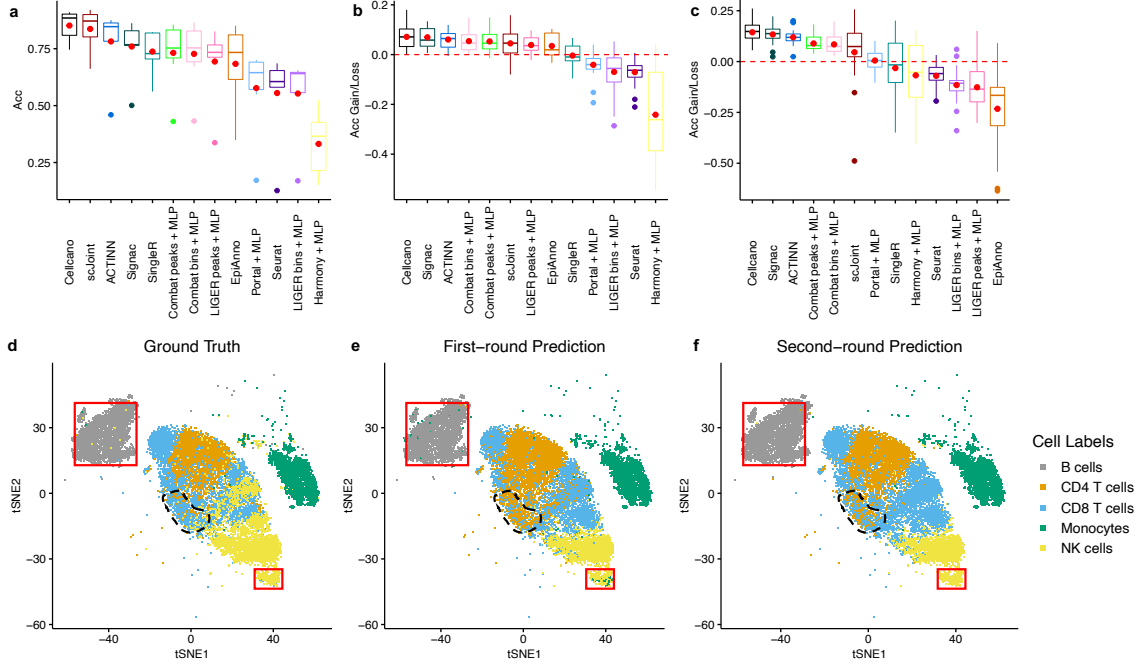 a
b
c
Acc
0.75
0.50
0.25
Cellcano
scJoint
ACTINN
Signac
SingleR
Combat peaks + MLP
Combat bins + MLP
LIGER peaks + MLP
EpiAnno
Portal + MLP
Seurat
LIGER bins + MLP
Harmony + MLP
Acc Gain/Loss
0.2
0.0
−0.2
−0.4
Cellcano
Signac
ACTINN
Combat bins + MLP
Combat peaks + MLP
scJoint
LIGER peaks + MLP
EpiAnno
SingleR
Portal + MLP
LIGER bins + MLP
Seurat
Harmony + MLP
Acc Gain/Loss
0.25
0.00
−0.25
−0.50
Cellcano
Signac
ACTINN
Combat peaks + MLP
Combat bins + MLP
scJoint
Portal + MLP
SingleR
Harmony + MLP
Seurat
LIGER bins + MLP
LIGER peaks + MLP
EpiAnno
d
Ground Truth
tSNE2
30
0
−30
−60
−40
0
40
tSNE1
e
First−round Prediction
tSNE2
30
0
−30
−60
−40
0
40
tSNE1
f
Second−round Prediction
tSNE2
30
0
−30
−60
−40
0
40
tSNE1
Cell Labels
B cells
CD4 T cells
CD8 T cells
Monocytes
NK cells